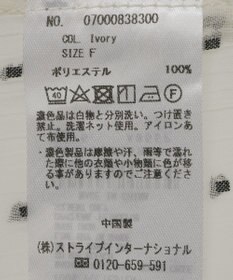 NO. 07000838300
COL. Ivory
SIZE F
ポリエステル 100%
40
F
濃色品は白物と分別洗い。つけ置き
禁止。洗濯ネット使用。アイロンあ
て布使用。
・濃色製品は摩擦や汗、雨等で濡れ
た際に他の衣類や小物類に色が移
る事がありますのでご注意くださ
い。
中国製
(株)ストライプインターナショナル
☎ 0120-659-591